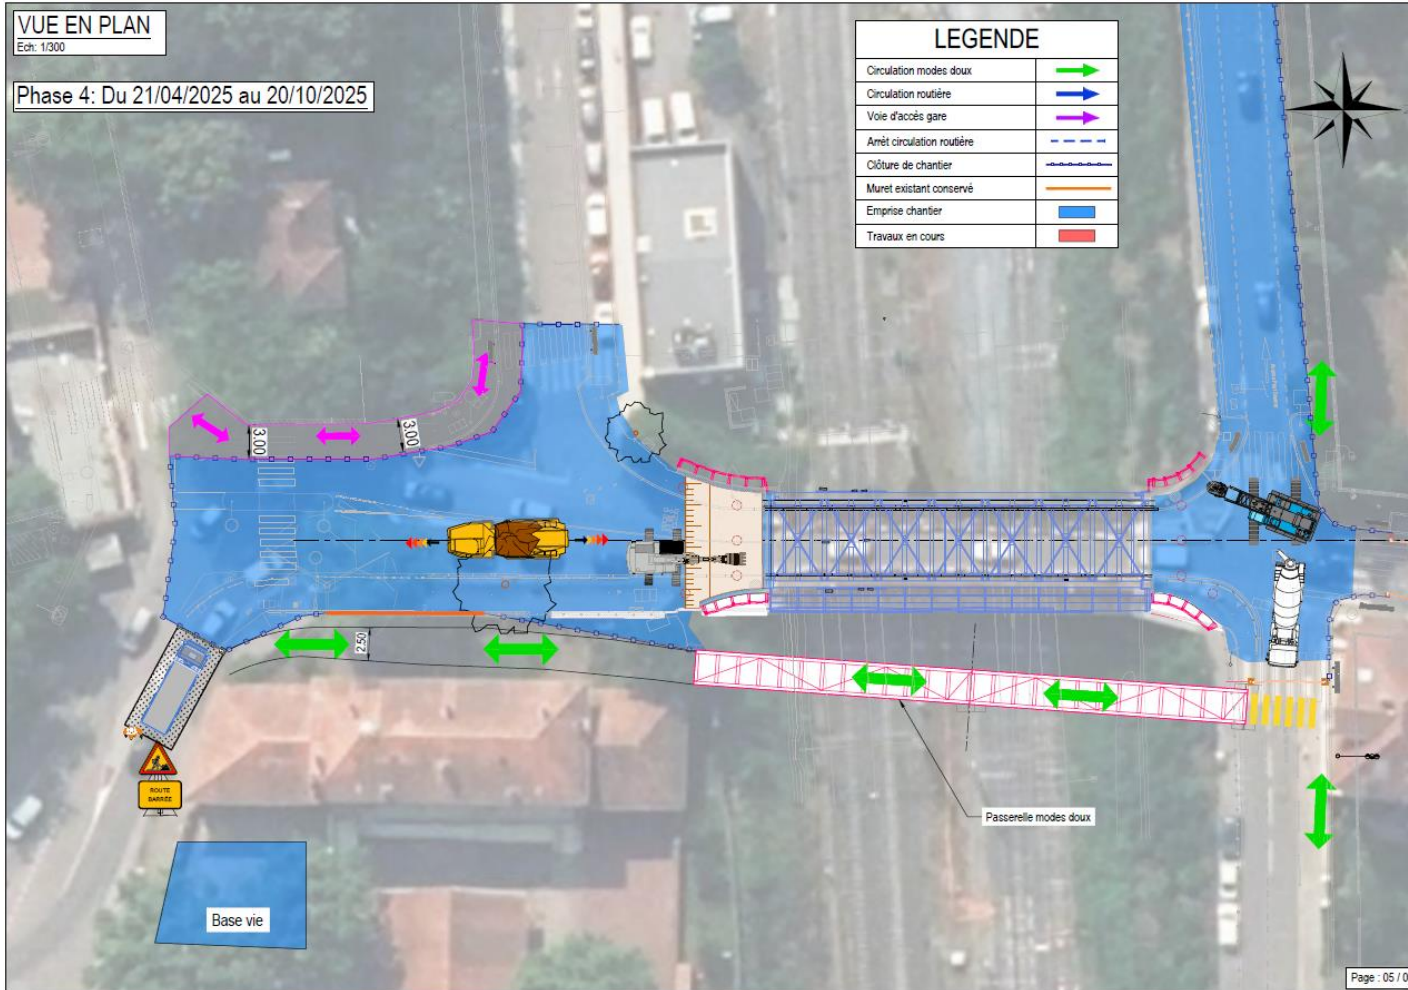 VUE EN PLAN
Ech: 1/300
Phase 4: Du 21/04/2025 au 20/10/2025
LEGENDE
Circulation modes doux
Circulation routière
Voie d'accés gare
Arrêt circulation routière
Clôture de chantier
Muret existant conservé
Emprise chantier
Travaux en cours
3.00
3.00
2.50
ROUTE
BARRÉE
Passerelle modes doux
Base vie
Page : 05 / 0